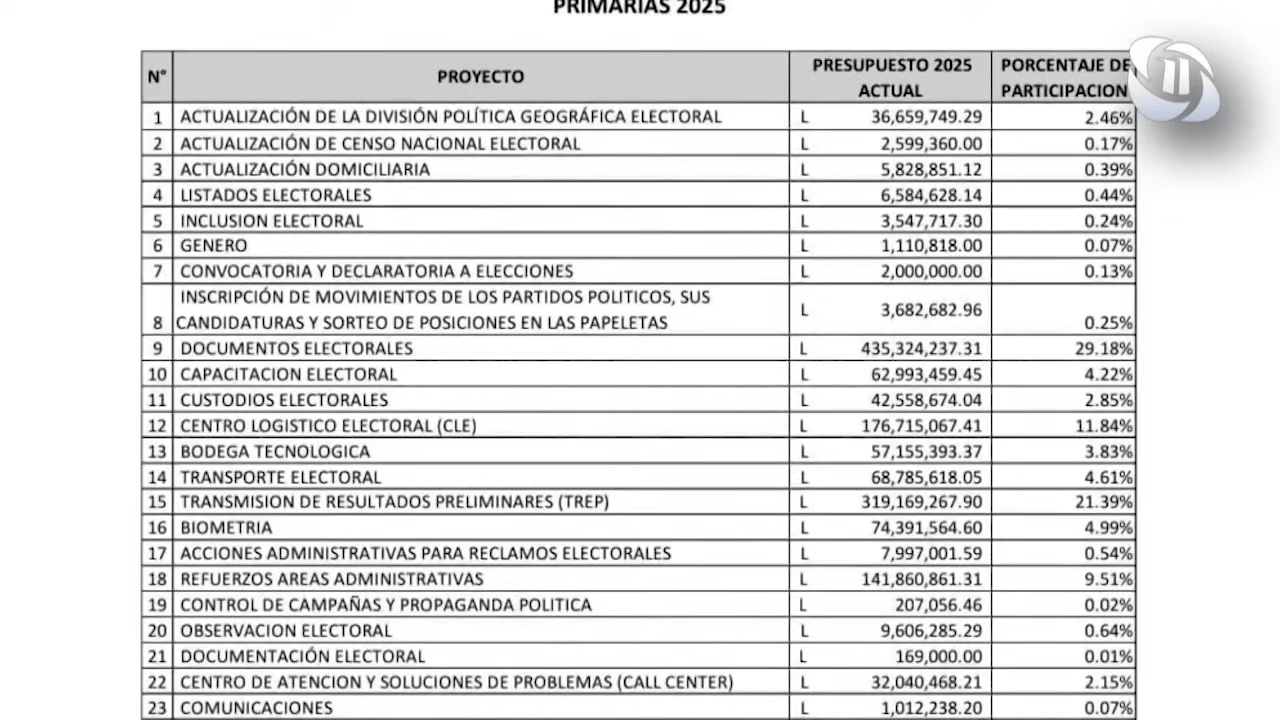 PRIMARIAS 2025
N° PROYECTO PRESUPUESTO 2025 ACTUAL PORCENTAJE DE PARTICIPACION
1 ACTUALIZACIÓN DE LA DIVISIÓN POLÍTICA GEOGRÁFICA ELECTORAL L 36,659,749.29 2.46%
2 ACTUALIZACIÓN DE CENSO NACIONAL ELECTORAL L 2,599,360.00 0.17%
3 ACTUALIZACIÓN DOMICILIARIA L 5,828,851.12 0.39%
4 LISTADOS ELECTORALES L 6,584,628.14 0.44%
5 INCLUSION ELECTORAL L 3,547,717.30 0.24%
6 GENERO L 1,110,818.00 0.07%
7 CONVOCATORIA Y DECLARATORIA A ELECCIONES L 2,000,000.00 0.13%
INSCRIPCIÓN DE MOVIMIENTOS DE LOS PARTIDOS POLITICOS, SUS
8 CANDIDATURAS Y SORTEO DE POSICIONES EN LAS PAPELETAS L 3,682,682.96 0.25%
9 DOCUMENTOS ELECTORALES L 435,324,237.31 29.18%
10 CAPACITACION ELECTORAL L 62,993,459.45 4.22%
11 CUSTODIOS ELECTORALES L 42,558,674.04 2.85%
12 CENTRO LOGISTICO ELECTORAL (CLE) L 176,715,067.41 11.84%
13 BODEGA TECNOLOGICA L 57,155,393.37 3.83%
14 TRANSPORTE ELECTORAL L 68,785,618.05 4.61%
15 TRANSMISION DE RESULTADOS PRELIMINARES (TREP) L 319,169,267.90 21.39%
16 BIOMETRIA L 74,391,564.60 4.99%
17 ACCIONES ADMINISTRATIVAS PARA RECLAMOS ELECTORALES L 7,997,001.59 0.54%
18 REFUERZOS AREAS ADMINISTRATIVAS L 141,860,861.31 9.51%
19 CONTROL DE CAMPAÑAS Y PROPAGANDA POLITICA L 207,056.46 0.02%
20 OBSERVACION ELECTORAL L 9,606,285.29 0.64%
21 DOCUMENTACIÓN ELECTORAL L 169,000.00 0.01%
22 CENTRO DE ATENCION Y SOLUCIONES DE PROBLEMAS (CALL CENTER) L 32,040,468.21 2.15%
23 COMUNICACIONES L 1,012,238.20 0.07%